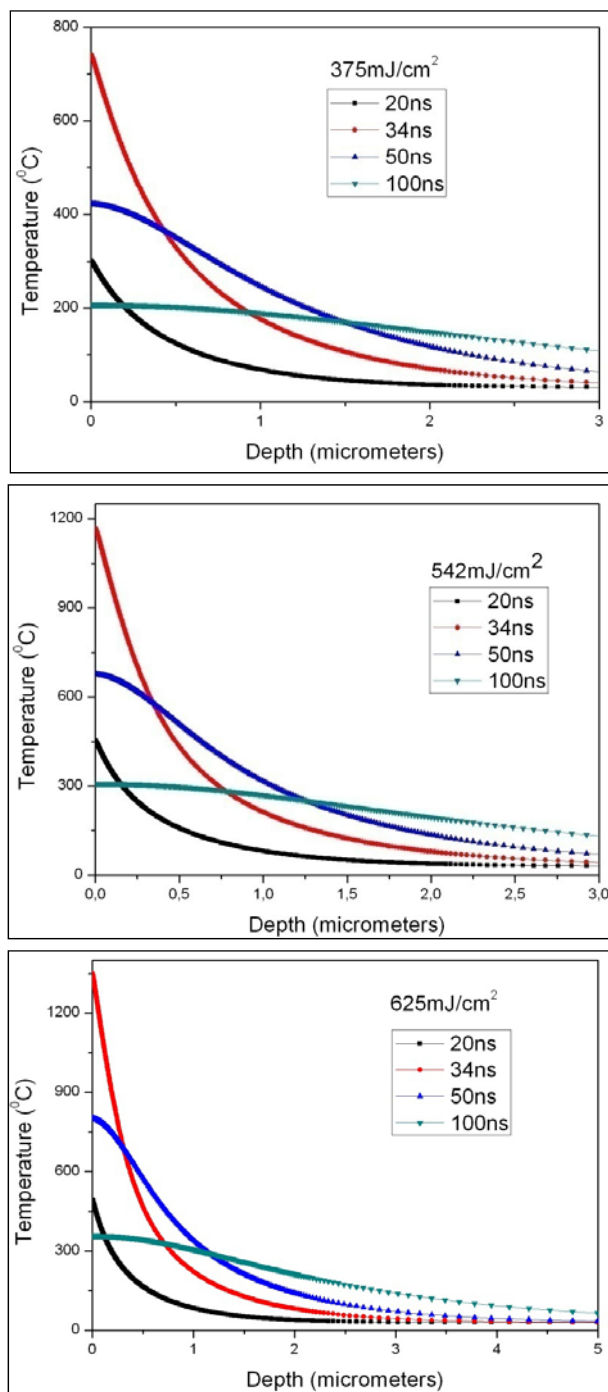 375mJ/cm²
20ns
34ns
50ns
100ns
800
600
400
200
0
Temperature (⁰C)
0
1
2
3
Depth (micrometers)
542mJ/cm²
20ns
34ns
50ns
100ns
1200
900
600
300
0
Temperature (⁰C)
0,0
0,5
1,0
1,5
2,0
2,5
3,0
Depth (micrometers)
625mJ/cm²
20ns
34ns
50ns
100ns
1200
900
600
300
0
Temperature (⁰C)
0
1
2
3
4
5
Depth (micrometers)